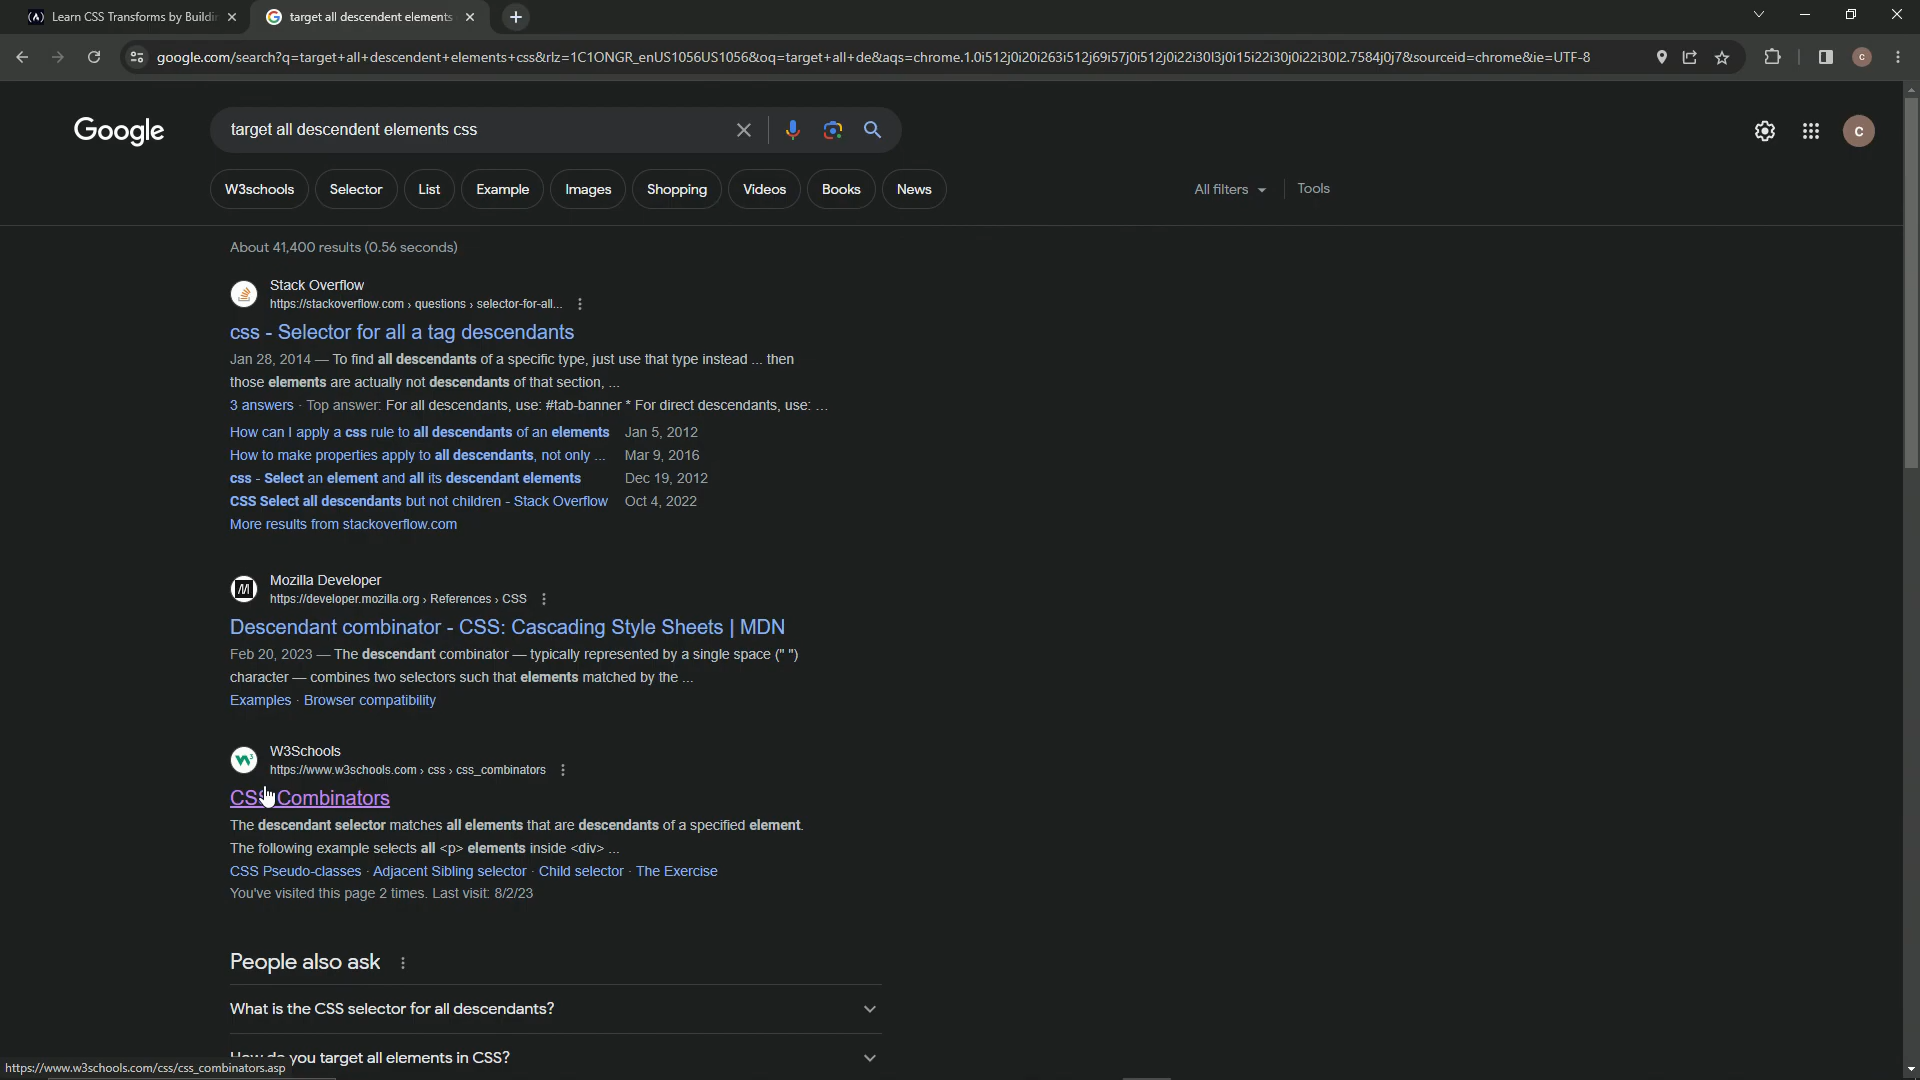 Learn CSS Transforms by Buildin
target all descendent elements
google.com/search?q=target+all+descendent+elements+css&rlz=1C1ONGR_enUS1056US1056&oq=target+all+de&aqs=chrome.1.0i512j0i20i263i512j69i57j0i512j0i22i30l3j0i15i22i30j0i22i30l2.7584j0j7&sourceid=chrome&ie=UTF-8
C
Google
target all descendent elements css
C
W3schools
Selector
List
Example
Images
Shopping
Videos
Books
News
All filters
Tools
About 41,400 results (0.56 seconds)
Stack Overflow
https://stackoverflow.com › questions › selector-for-all...
css - Selector for all a tag descendants
Jan 28, 2014 — To find all descendants of a specific type, just use that type instead ... then
those elements are actually not descendants of that section, ...
3 answers · Top answer: For all descendants, use: #tab-banner * For direct descendants, use: ...
How can I apply a css rule to all descendants of an elements Jan 5, 2012
How to make properties apply to all descendants, not only ... Mar 9, 2016
css - Select an element and all its descendant elements Dec 19, 2012
CSS Select all descendants but not children - Stack Overflow Oct 4, 2022
More results from stackoverflow.com
Mozilla Developer
https://developer.mozilla.org › References › CSS
Descendant combinator - CSS: Cascading Style Sheets | MDN
Feb 20, 2023 — The descendant combinator — typically represented by a single space (" ")
character — combines two selectors such that elements matched by the ...
Examples · Browser compatibility
W3Schools
https://www.w3schools.com › css › css_combinators
CSS Combinators
The descendant selector matches all elements that are descendants of a specified element.
The following example selects all <p> elements inside <div> ...
CSS Pseudo-classes · Adjacent Sibling selector · Child selector · The Exercise
You've visited this page 2 times. Last visit: 8/2/23
People also ask
What is the CSS selector for all descendants?
How do you target all elements in CSS?
https://www.w3schools.com/css/css_combinators.asp